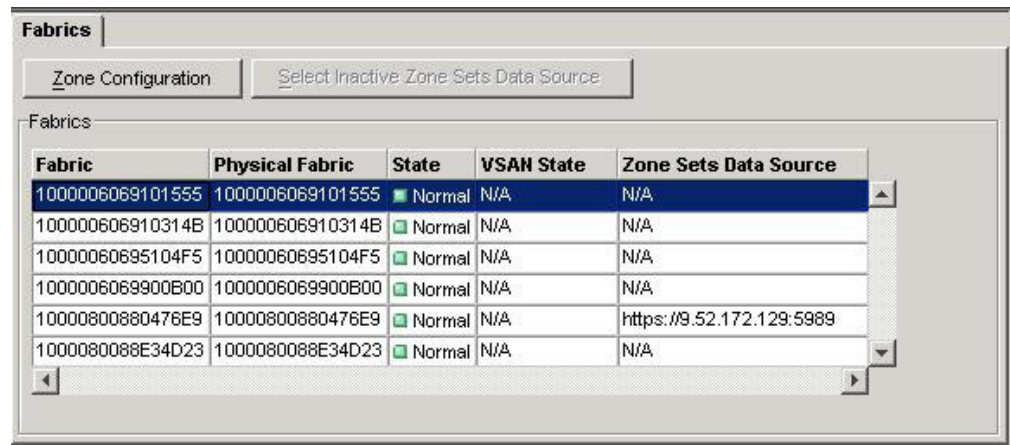 Fabrics
Zone Configuration Select Inactive Zone Sets Data Source
Fabrics
Fabric Physical Fabric State VSAN State Zone Sets Data Source
1000006069101555 1000006069101555 Normal N/A N/A
100000606910314B 100000606910314B Normal N/A N/A
10000060695104F5 10000060695104F5 Normal N/A N/A
1000006069900B00 1000006069900B00 Normal N/A N/A
10000800880476E9 10000800880476E9 Normal N/A https://9.52.172.129:5989
1000080088E34D23 1000080088E34D23 Normal N/A N/A